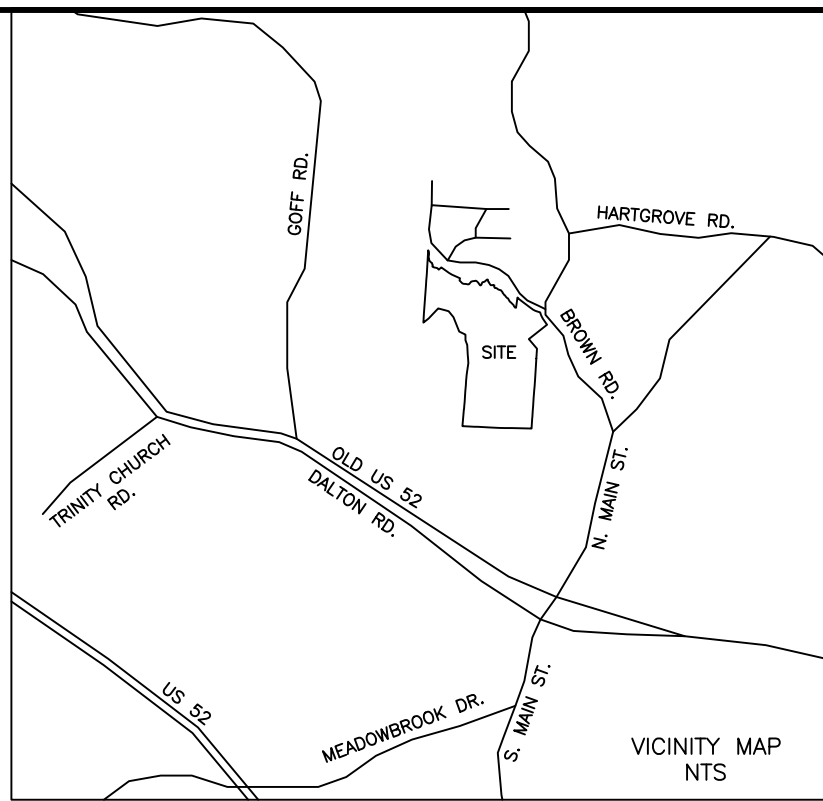 GOFF RD.
HARTGROVE RD.
BROWN RD.
SITE
TRINITY CHURCH
RD.
OLD US 52
DALTON RD.
N. MAIN ST.
US 52
MEADOWBROOK DR.
S. MAIN ST.
VICINITY MAP
NTS